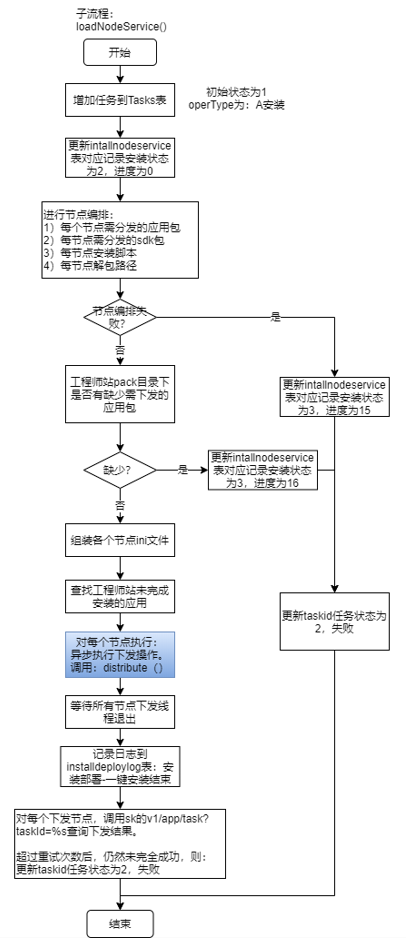 子流程：
loadNodeService()
开始
增加任务到Tasks表
初始状态为1
operType为：A安装
更新intallnodeservice
表对应记录安装状态
为2，进度为0
进行节点编排：
1）每个节点需分发的应用包
2）每节点需分发的sdk包
3）每节点安装脚本
4）每节点解包路径
节点编排失
败？
是
否
更新intallnodeservice
表对应记录安装状态
为3，进度为15
工程师站pack目录下
是否有缺少需下发的
应用包
缺少？
是
更新intallnodeservice
表对应记录安装状态
为3，进度为16
否
组装各个节点ini文件
查找工程师站未完成
安装的应用
更新taskid任务状态为
2，失败
对每个节点执行：
异步执行下发操作。
调用：distribute（）
等待所有节点下发线
程退出
记录日志到
installdeploylog表：安
装部署-一键安装结束
对每个下发节点，调用sk的v1/app/task?
taskId=%s查询下发结果。
超过重试次数后，仍然未完全成功，则：
更新taskid任务状态为2，失败
结束